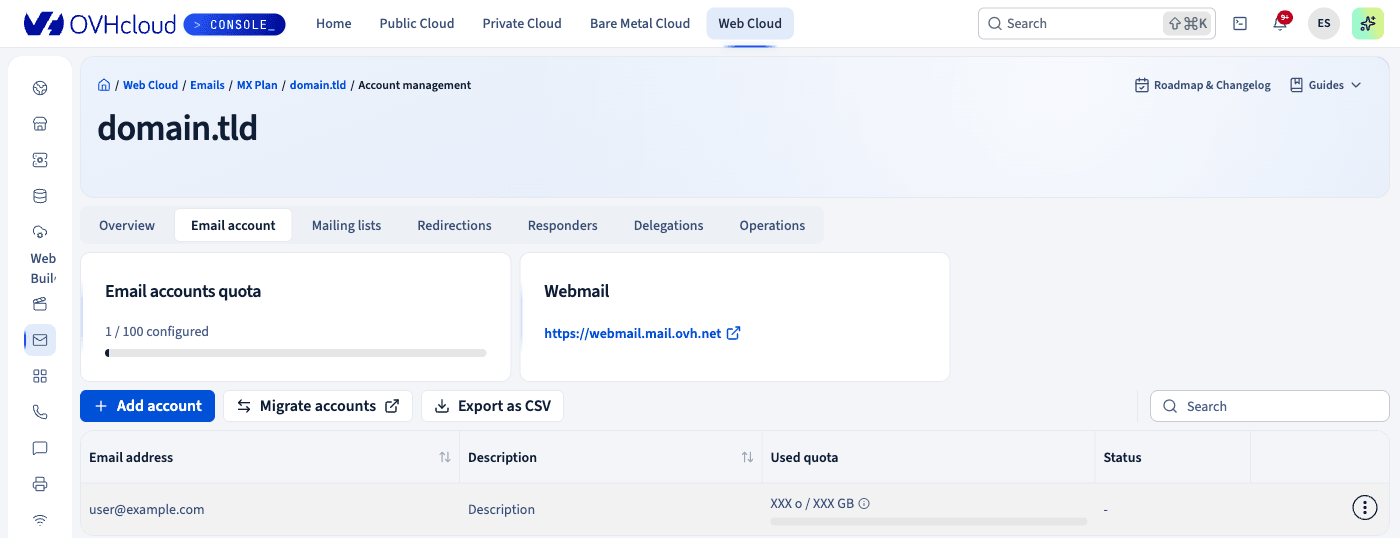 OVHcloud > CONSOLE_ Home Public Cloud Private Cloud Bare Metal Cloud Web Cloud Search ⇧⌘K 9+ ES
/ Web Cloud / Emails / MX Plan / domain.tld / Account management Roadmap & Changelog Guides
domain.tld
Overview Email account Mailing lists Redirections Responders Delegations Operations
Web
Buil
Email accounts quota Webmail
1 / 100 configured https://webmail.mail.ovh.net
+ Add account Migrate accounts Export as CSV Search
Email address Description Used quota Status
user@example.com Description XXX o / XXX GB -